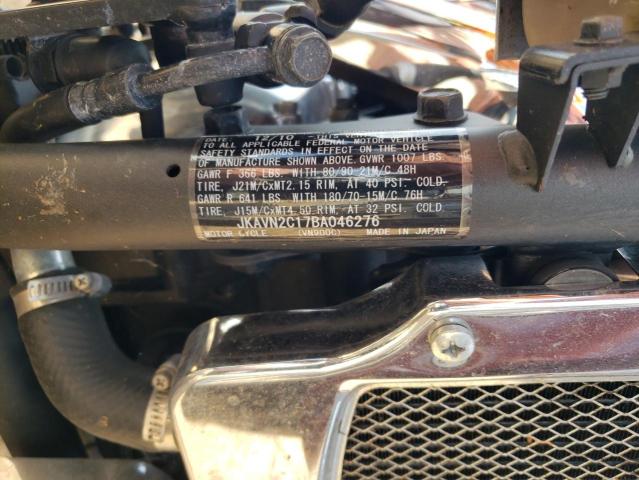 DATE 12/10 THIS
TO ALL APPLICABLE FEDERAL MOTOR VEHICLE
SAFETY STANDARDS IN EFFECT ON THE DATE
OF MANUFACTURE SHOWN ABOVE. GVWR 1007 LBS.
GAWR F 366 LBS. WITH 80/90-21M/C 48H
TIRE, J21M/CxMT2.15 RIM, AT 40 PSI. COLD
GAWR R 641 LBS WITH 180/70-15M/C 76H
TIRE, J15M/CxMT4.50 RIM, AT 32 PSI. COLD
JKAVN2C17BA046276
MOTOR CYCLE (VN900C) MADE IN JAPAN